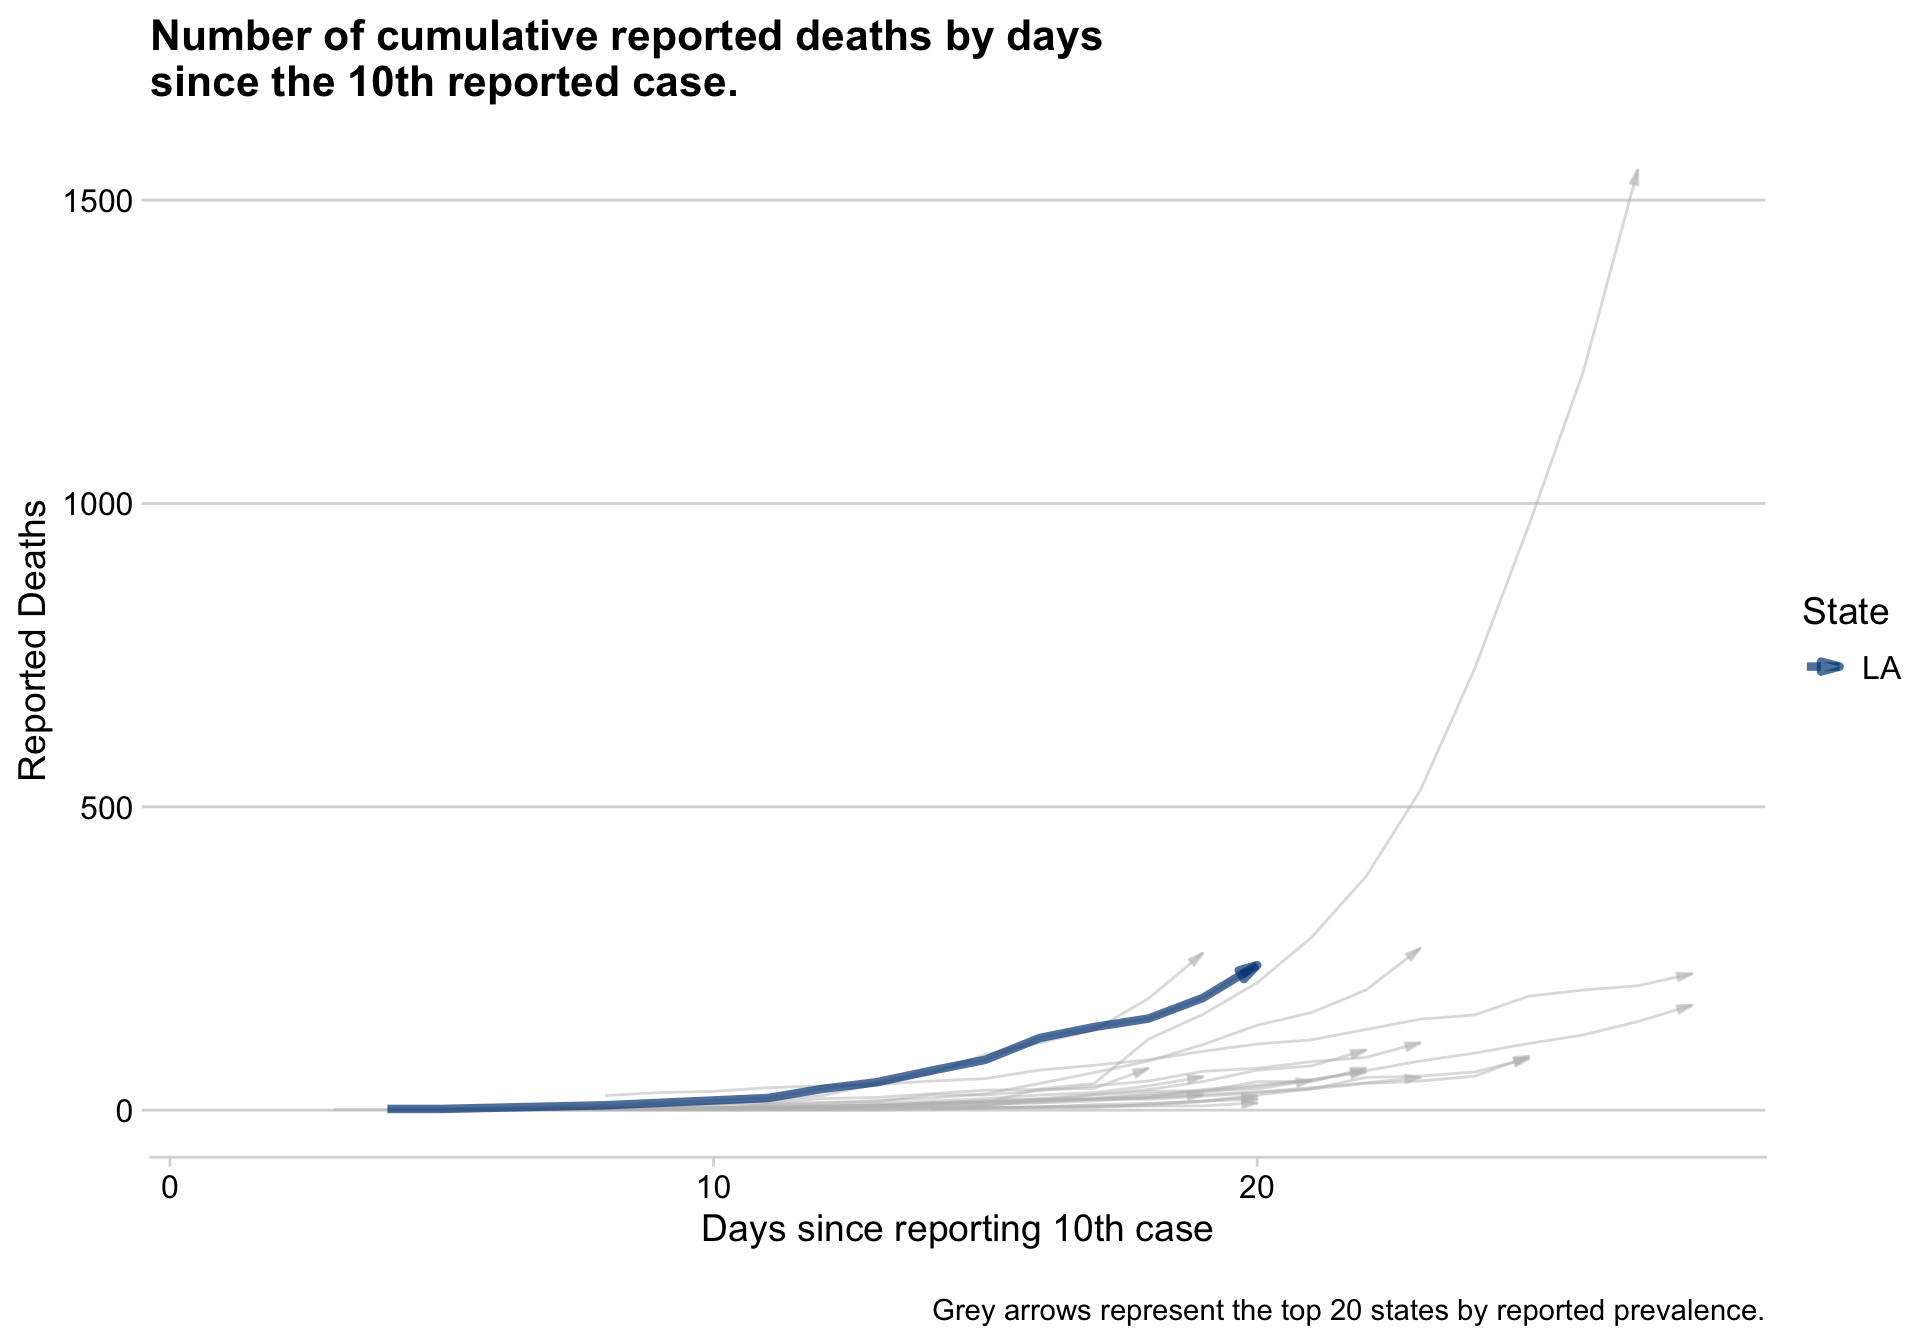 Number of cumulative reported deaths by days
since the 10th reported case.
1500
1000
500
0
Reported Deaths
0 10 20
Days since reporting 10th case
State
LA
Grey arrows represent the top 20 states by reported prevalence.